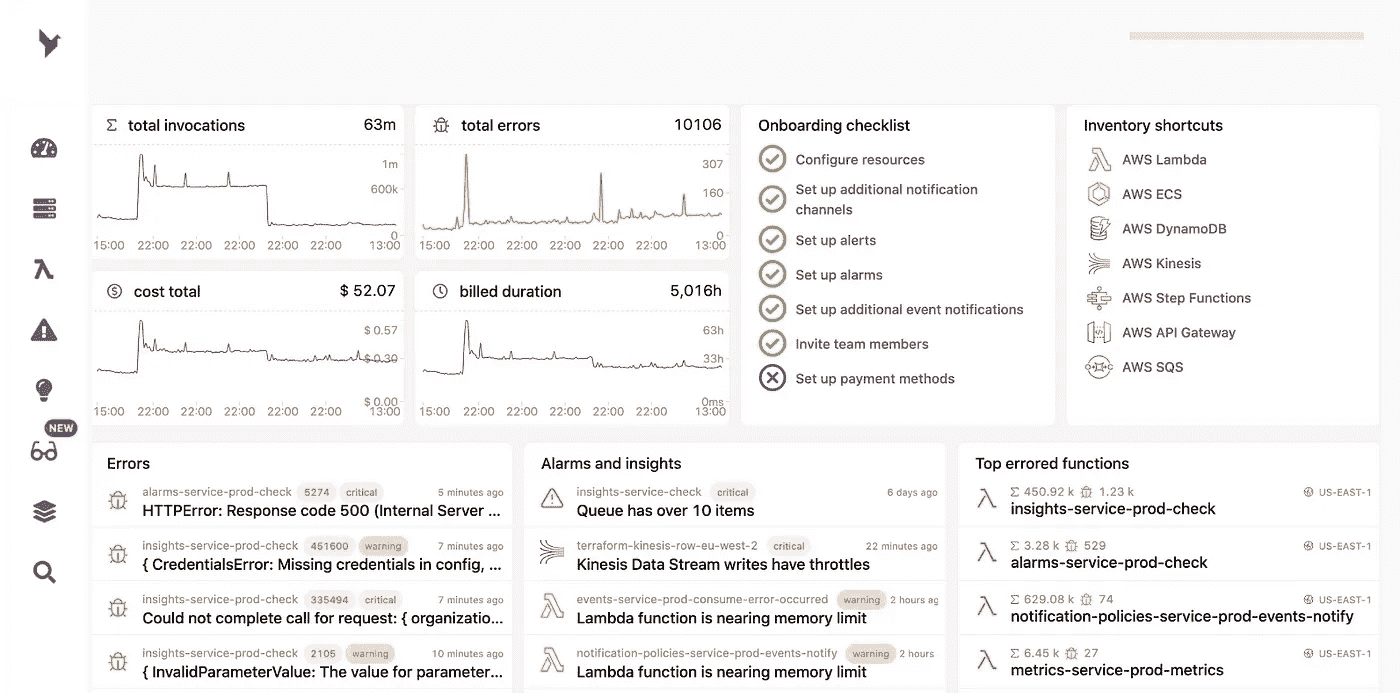 total invocations 63m
1m
600k
0
15:00 22:00 22:00 22:00 22:00 22:00 13:00
total errors 10106
307
160
0
15:00 22:00 22:00 22:00 22:00 22:00 13:00
cost total $ 52.07
$ 0.57
$ 0.30
$ 0.00
15:00 22:00 22:00 22:00 22:00 22:00 13:00
billed duration 5,016h
63h
33h
0ms
15:00 22:00 22:00 22:00 22:00 22:00 13:00
Onboarding checklist
Configure resources
Set up additional notification
channels
Set up alerts
Set up alarms
Set up additional event notifications
Invite team members
Set up payment methods
Inventory shortcuts
AWS Lambda
AWS ECS
AWS DynamoDB
AWS Kinesis
AWS Step Functions
AWS API Gateway
AWS SQS
NEW
Errors
alarms-service-prod-check 5274 critical 5 minutes ago
HTTPError: Response code 500 (Internal Server ...
insights-service-prod-check 451600 warning 7 minutes ago
{ CredentialsError: Missing credentials in config, ...
insights-service-prod-check 335494 critical 7 minutes ago
Could not complete call for request: { organizatio...
insights-service-prod-check 2105 warning 10 minutes ago
{ InvalidParameterValue: The value for parameter...
Alarms and insights
insights-service-check critical 6 days ago
Queue has over 10 items
terraform-kinesis-row-eu-west-2 critical 22 minutes ago
Kinesis Data Stream writes have throttles
events-service-prod-consume-error-occurred warning 2 hours ag
Lambda function is nearing memory limit
notification-policies-service-prod-events-notify warning 2 hours
Lambda function is nearing memory limit
Top errored functions
Σ 450.92 k 1.23 k US-EAST-1
insights-service-prod-check
Σ 3.28 k 529 US-EAST-1
alarms-service-prod-check
Σ 629.08 k 74 US-EAST-1
notification-policies-service-prod-events-notify
Σ 6.45 k 27 US-EAST-1
metrics-service-prod-metrics